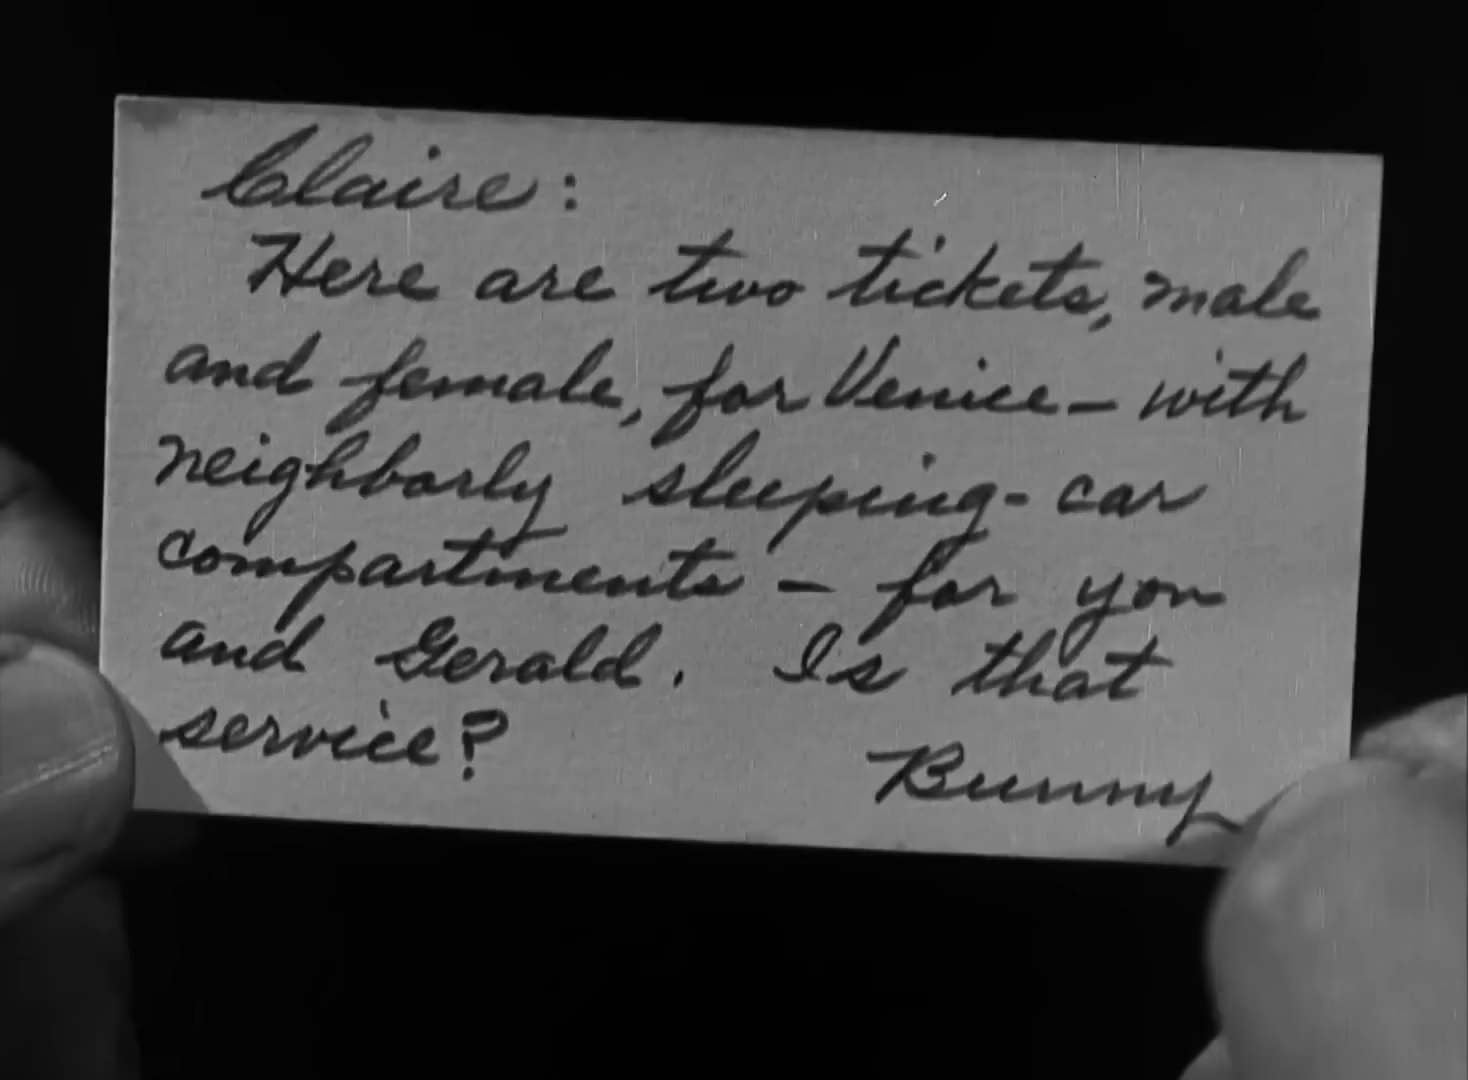 Claire:
Here are two tickets, male
and female, for Venice – with
neighborly sleeping-car
compartments – for you
and Gerald. Is that
service?
Bunny